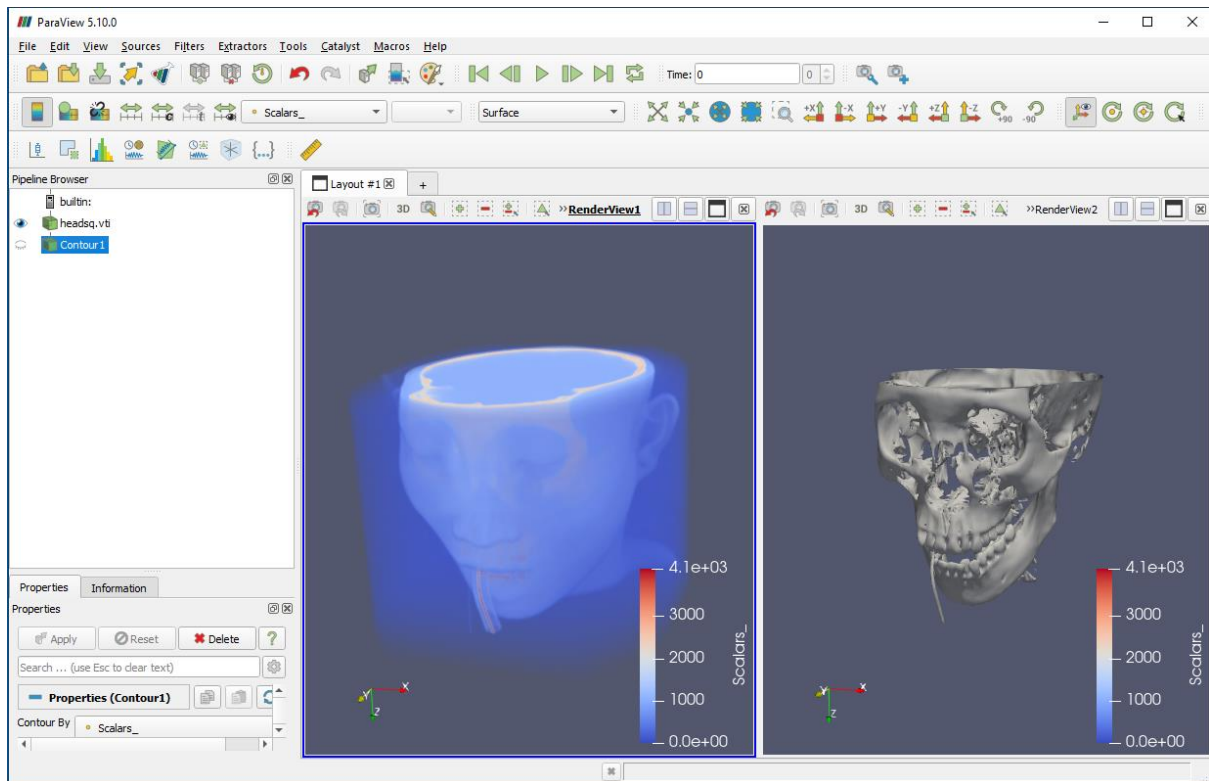 ParaView 5.10.0
File Edit View Sources Filters Extractors Tools Catalyst Macros Help
Time: 0 0
Scalars_ Surface +X -X +Y -Y +Z -Z +90 -90
{...}
Pipeline Browser
builtin:
headsq.vti
Contour1
Layout #1 +
3D »RenderView1 3D »RenderView2
4.1e+03
3000
2000
1000
0.0e+00
Scalars_
X
Y
Z
4.1e+03
3000
2000
1000
0.0e+00
Scalars_
X
Y
Z
Properties Information
Properties
Apply Reset Delete ?
Search ... (use Esc to clear text)
Properties (Contour1)
Contour By Scalars_